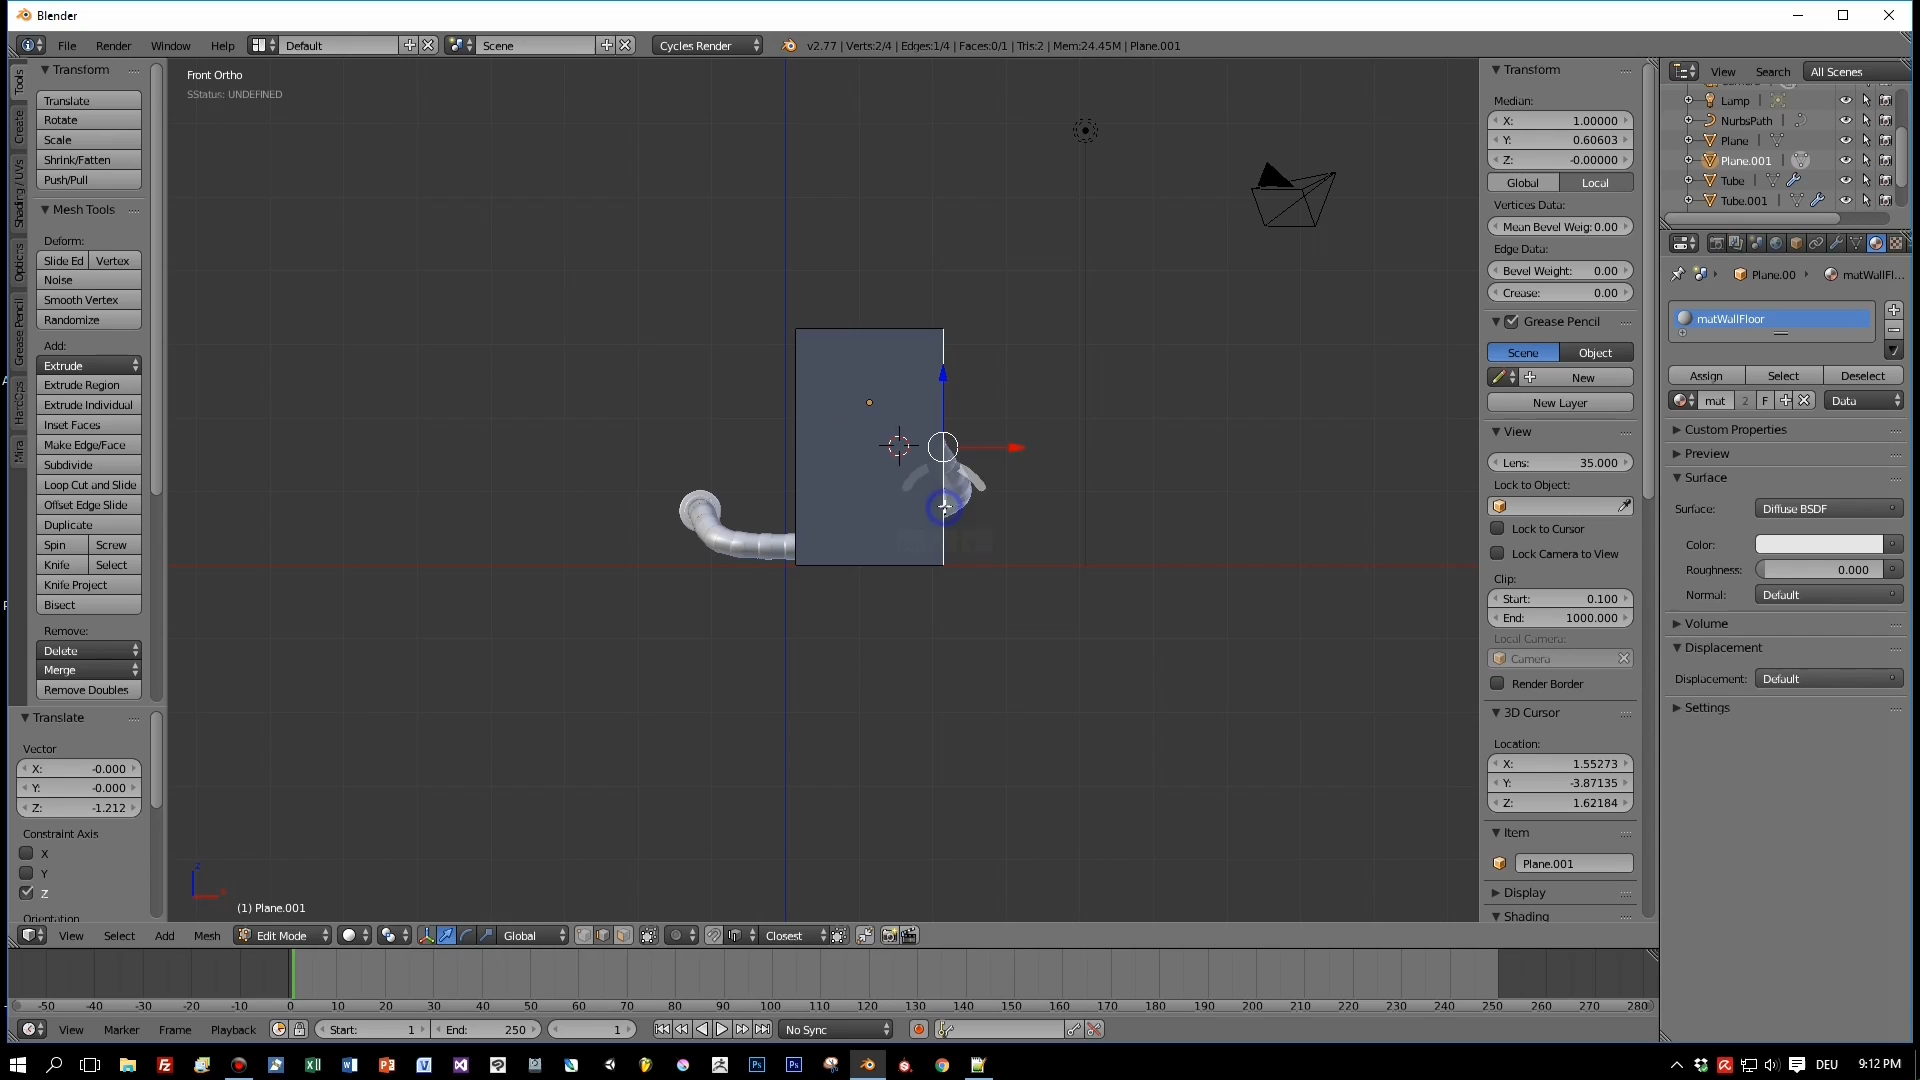 Blender
File Render Window Help Default Scene Cycles Render v2.77 | Verts:2/4 | Edges:1/4 | Faces:0/1 | Tris:2 | Mem:24.45M | Plane.001
Tools
Create
Shading / UVs
Options
Grease Pencil
HardOps
Mira
Transform
Translate
Rotate
Scale
Shrink/Fatten
Push/Pull
Mesh Tools
Deform:
Slide Ed Vertex
Noise
Smooth Vertex
Randomize
Add:
Extrude
Extrude Region
Extrude Individual
Inset Faces
Make Edge/Face
Subdivide
Loop Cut and Slide
Offset Edge Slide
Duplicate
Spin Screw
Knife Select
Knife Project
Bisect
Remove:
Delete
Merge
Remove Doubles
Translate
Vector
X: -0.000
Y: -0.000
Z: -1.212
Constraint Axis
X
Y
Z
Orientation
Front Ortho
SStatus: UNDEFINED
(1) Plane.001
Transform
Median:
X: 1.00000
Y: 0.60603
Z: -0.00000
Global Local
Vertices Data:
Mean Bevel Weig: 0.00
Edge Data:
Bevel Weight: 0.00
Crease: 0.00
Grease Pencil
Scene Object
New
New Layer
View
Lens: 35.000
Lock to Object:
Lock to Cursor
Lock Camera to View
Clip:
Start: 0.100
End: 1000.000
Local Camera:
Camera
Render Border
3D Cursor
Location:
X: 1.55273
Y: -3.87135
Z: 1.62184
Item
Plane.001
Display
Shading
View Search All Scenes
Lamp
NurbsPath
Plane
Plane.001
Tube
Tube.001
Plane.00 matWallFl...
matWallFloor
Assign Select Deselect
mat 2 F Data
Custom Properties
Preview
Surface
Surface: Diffuse BSDF
Color:
Roughness: 0.000
Normal: Default
Volume
Displacement
Displacement: Default
Settings
View Select Add Mesh Edit Mode Global Closest
-50 -40 -30 -20 -10 0 10 20 30 40 50 60 70 80 90 100 110 120 130 140 150 160 170 180 190 200 210 220 230 240 250 260 270 280
View Marker Frame Playback Start: 1 End: 250 1 No Sync
DEU 9:12 PM